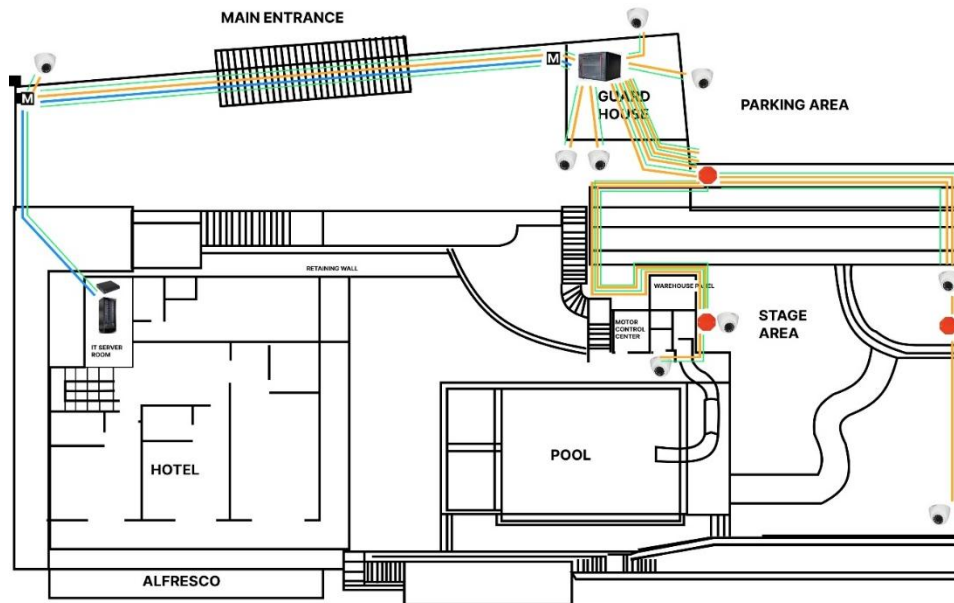 MAIN ENTRANCE
M
M
GUARD
HOUSE
PARKING AREA
RETAINING WALL
WAREHOUSE PANEL
STAGE
AREA
MOTOR
CONTROL
CENTER
IT SERVER
ROOM
POOL
HOTEL
ALFRESCO